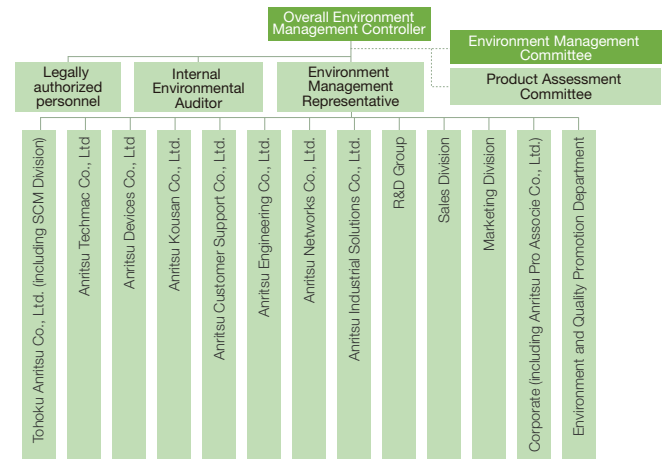 Overall Environment
Management Controller
Environment Management
Committee
Product Assessment
Committee
Legally
authorized
personnel
Internal
Environmental
Auditor
Environment
Management
Representative
Tohoku Anritsu Co., Ltd. (including SCM Division)
Anritsu Techmac Co., Ltd
Anritsu Devices Co., Ltd
Anritsu Kousan Co., Ltd.
Anritsu Customer Support Co., Ltd.
Anritsu Engineering Co., Ltd.
Anritsu Networks Co., Ltd.
Anritsu Industrial Solutions Co., Ltd.
R&D Group
Sales Division
Marketing Division
Corporate (including Anritsu Pro Associe Co., Ltd.)
Environment and Quality Promotion Department